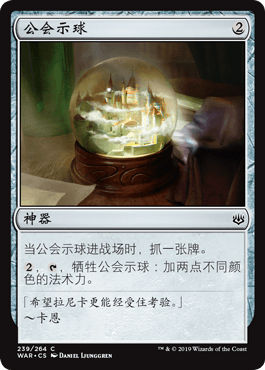 公会示球 2
神器
当公会示球进战场时，抓一张牌。
2，，牺牲公会示球：加两点不同颜
色的法术力。
「希望拉尼卡更能经受住考验。」
～卡恩
239/264 C
WAR • CS DANIEL LJUNGGREN
™ & © 2019 Wizards of the Coast